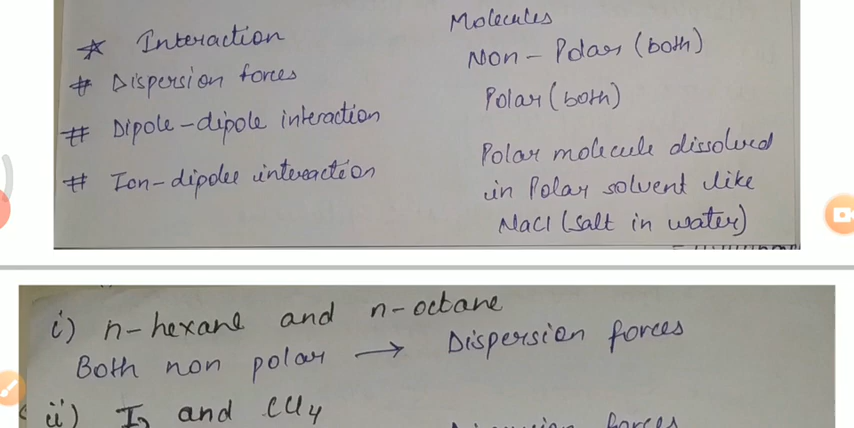 ☆ Interaction Molecules
# Dispersion forces Non-Polar (both)
# Dipole-dipole interaction Polar (both)
# Ion-dipole interaction Polar molecule dissolved
in Polar solvent like
NaCl (salt in water)
i) n-hexane and n-octane
Both non polar → Dispersion forces
ii) I₂ and CCl₄
forces